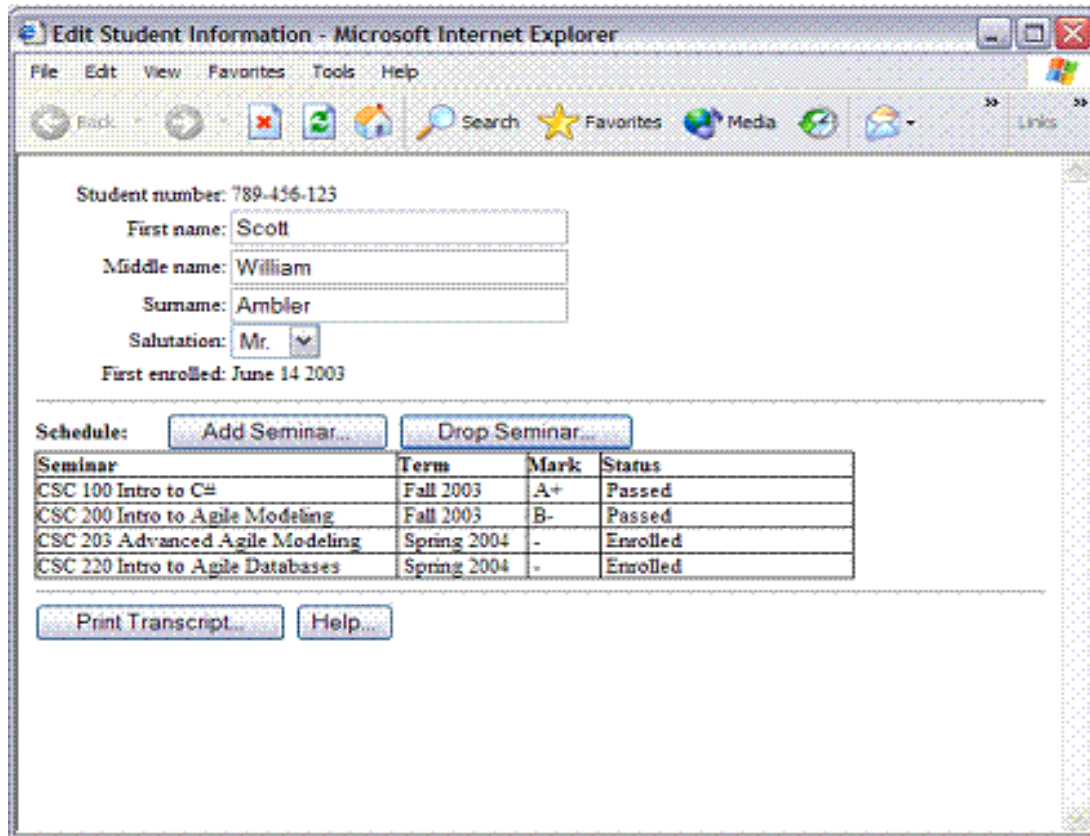 Edit Student Information - Microsoft Internet Explorer
File Edit View Favorites Tools Help
Back Search Favorites Media » Links »
Student number: 789-456-123
First name: Scott
Middle name: William
Surname: Ambler
Salutation: Mr.
First enrolled: June 14 2003
Schedule: Add Seminar... Drop Seminar...
Seminar Term Mark Status
CSC 100 Intro to C# Fall 2003 A+ Passed
CSC 200 Intro to Agile Modeling Fall 2003 B- Passed
CSC 203 Advanced Agile Modeling Spring 2004 - Enrolled
CSC 220 Intro to Agile Databases Spring 2004 - Enrolled
Print Transcript... Help...